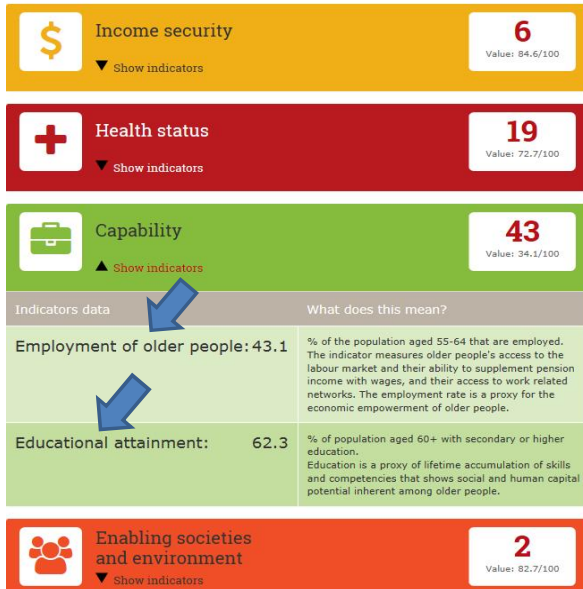 $
Income security
6
Value: 84.6/100
▼ Show indicators
Health status
19
Value: 72.7/100
▼ Show indicators
Capability
43
Value: 34.1/100
▲ Show indicators
Indicators data
What does this mean?
Employment of older people: 43.1
% of the population aged 55-64 that are employed.
The indicator measures older people's access to the
labour market and their ability to supplement pension
income with wages, and their access to work related
networks. The employment rate is a proxy for the
economic empowerment of older people.
Educational attainment: 62.3
% of population aged 60+ with secondary or higher
education.
Education is a proxy of lifetime accumulation of skills
and competencies that shows social and human capital
potential inherent among older people.
Enabling societies
and environment
2
Value: 82.7/100
▼ Show indicators